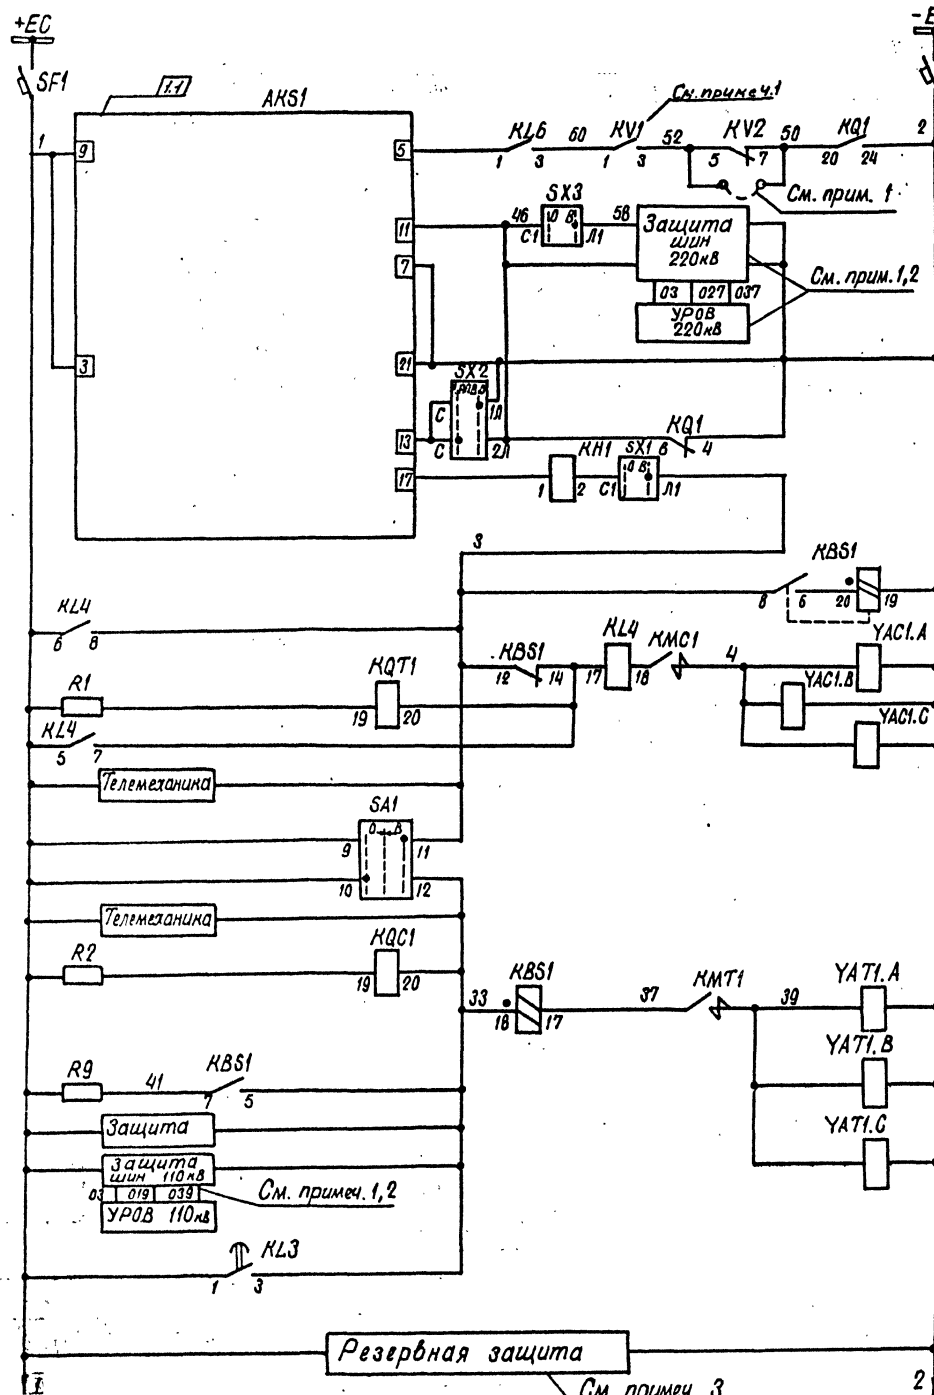 +ЕС
SF1
1.1
AKS1
См. примеч. 1
1
9
5
KL6
60
KV1
52
KV2
50
KQ1
2
1 3
1 3
5 7
20 24
См. прим. 1
SX3
11
46
С1
О В
Л1
58
Защита
шин
220кв
7
03 027 037
См. прим. 1,2
УРОВ
220кв
3
21
SX2
С
1Л
13
С
2Л
KQ1
6 4
17
KH1
1 2
SX1
С1
О В
Л1
3
KBS1
8 6 20 19
KL4
6 8
KBS1
12 14
KL4
17 18
KMC1
4
YAC1.A
YAC1.B
YAC1.C
R1
KQT1
19 20
KL4
5 7
Телемеханика
SA1
О В
9 11
10 12
Телемеханика
R2
KQC1
19 20
33
KBS1
18 17
37
KMT1
39
YAT1.A
YAT1.B
YAT1.C
R9
41
KBS1
7 5
Защита
Защита
шин 110кв
03 019 039
См. примеч. 1,2
УРОВ 110кв
KL3
1 3
Резервная защита
См. примеч. 3
I
2